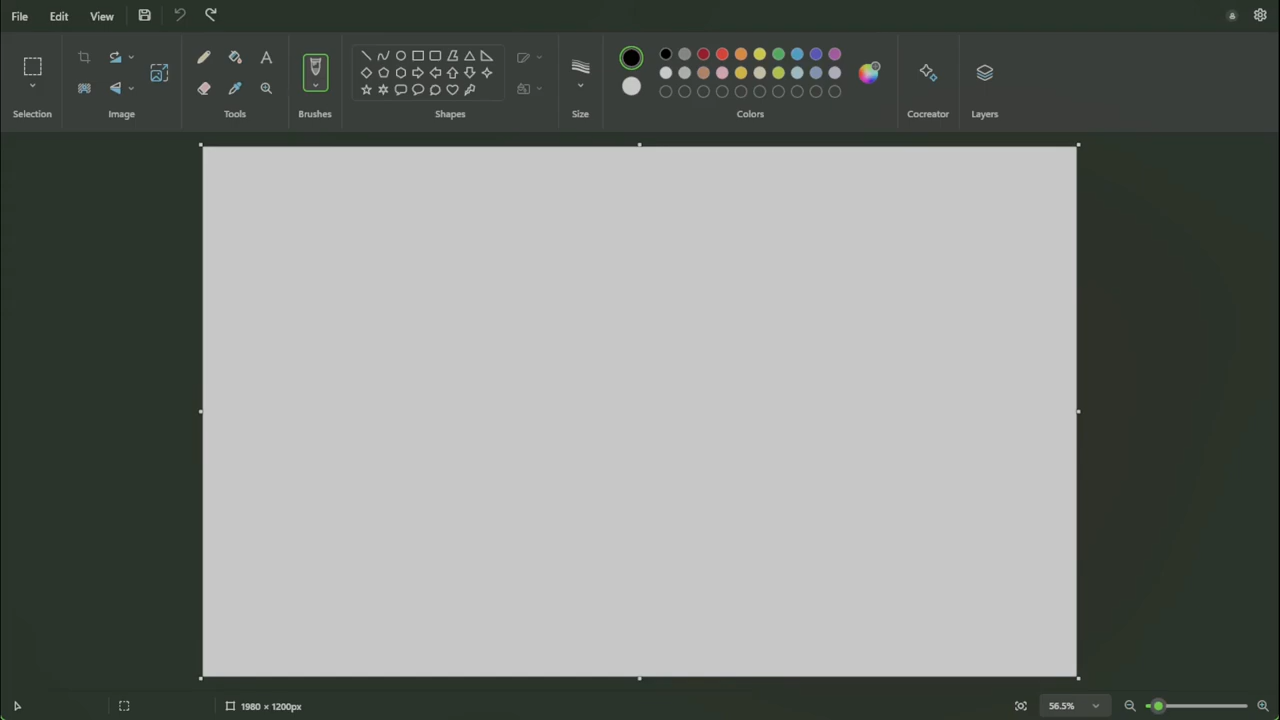 File Edit View
Selection Image Tools Brushes Shapes Size Colors Cocreator Layers
1980 × 1200px 56.5%